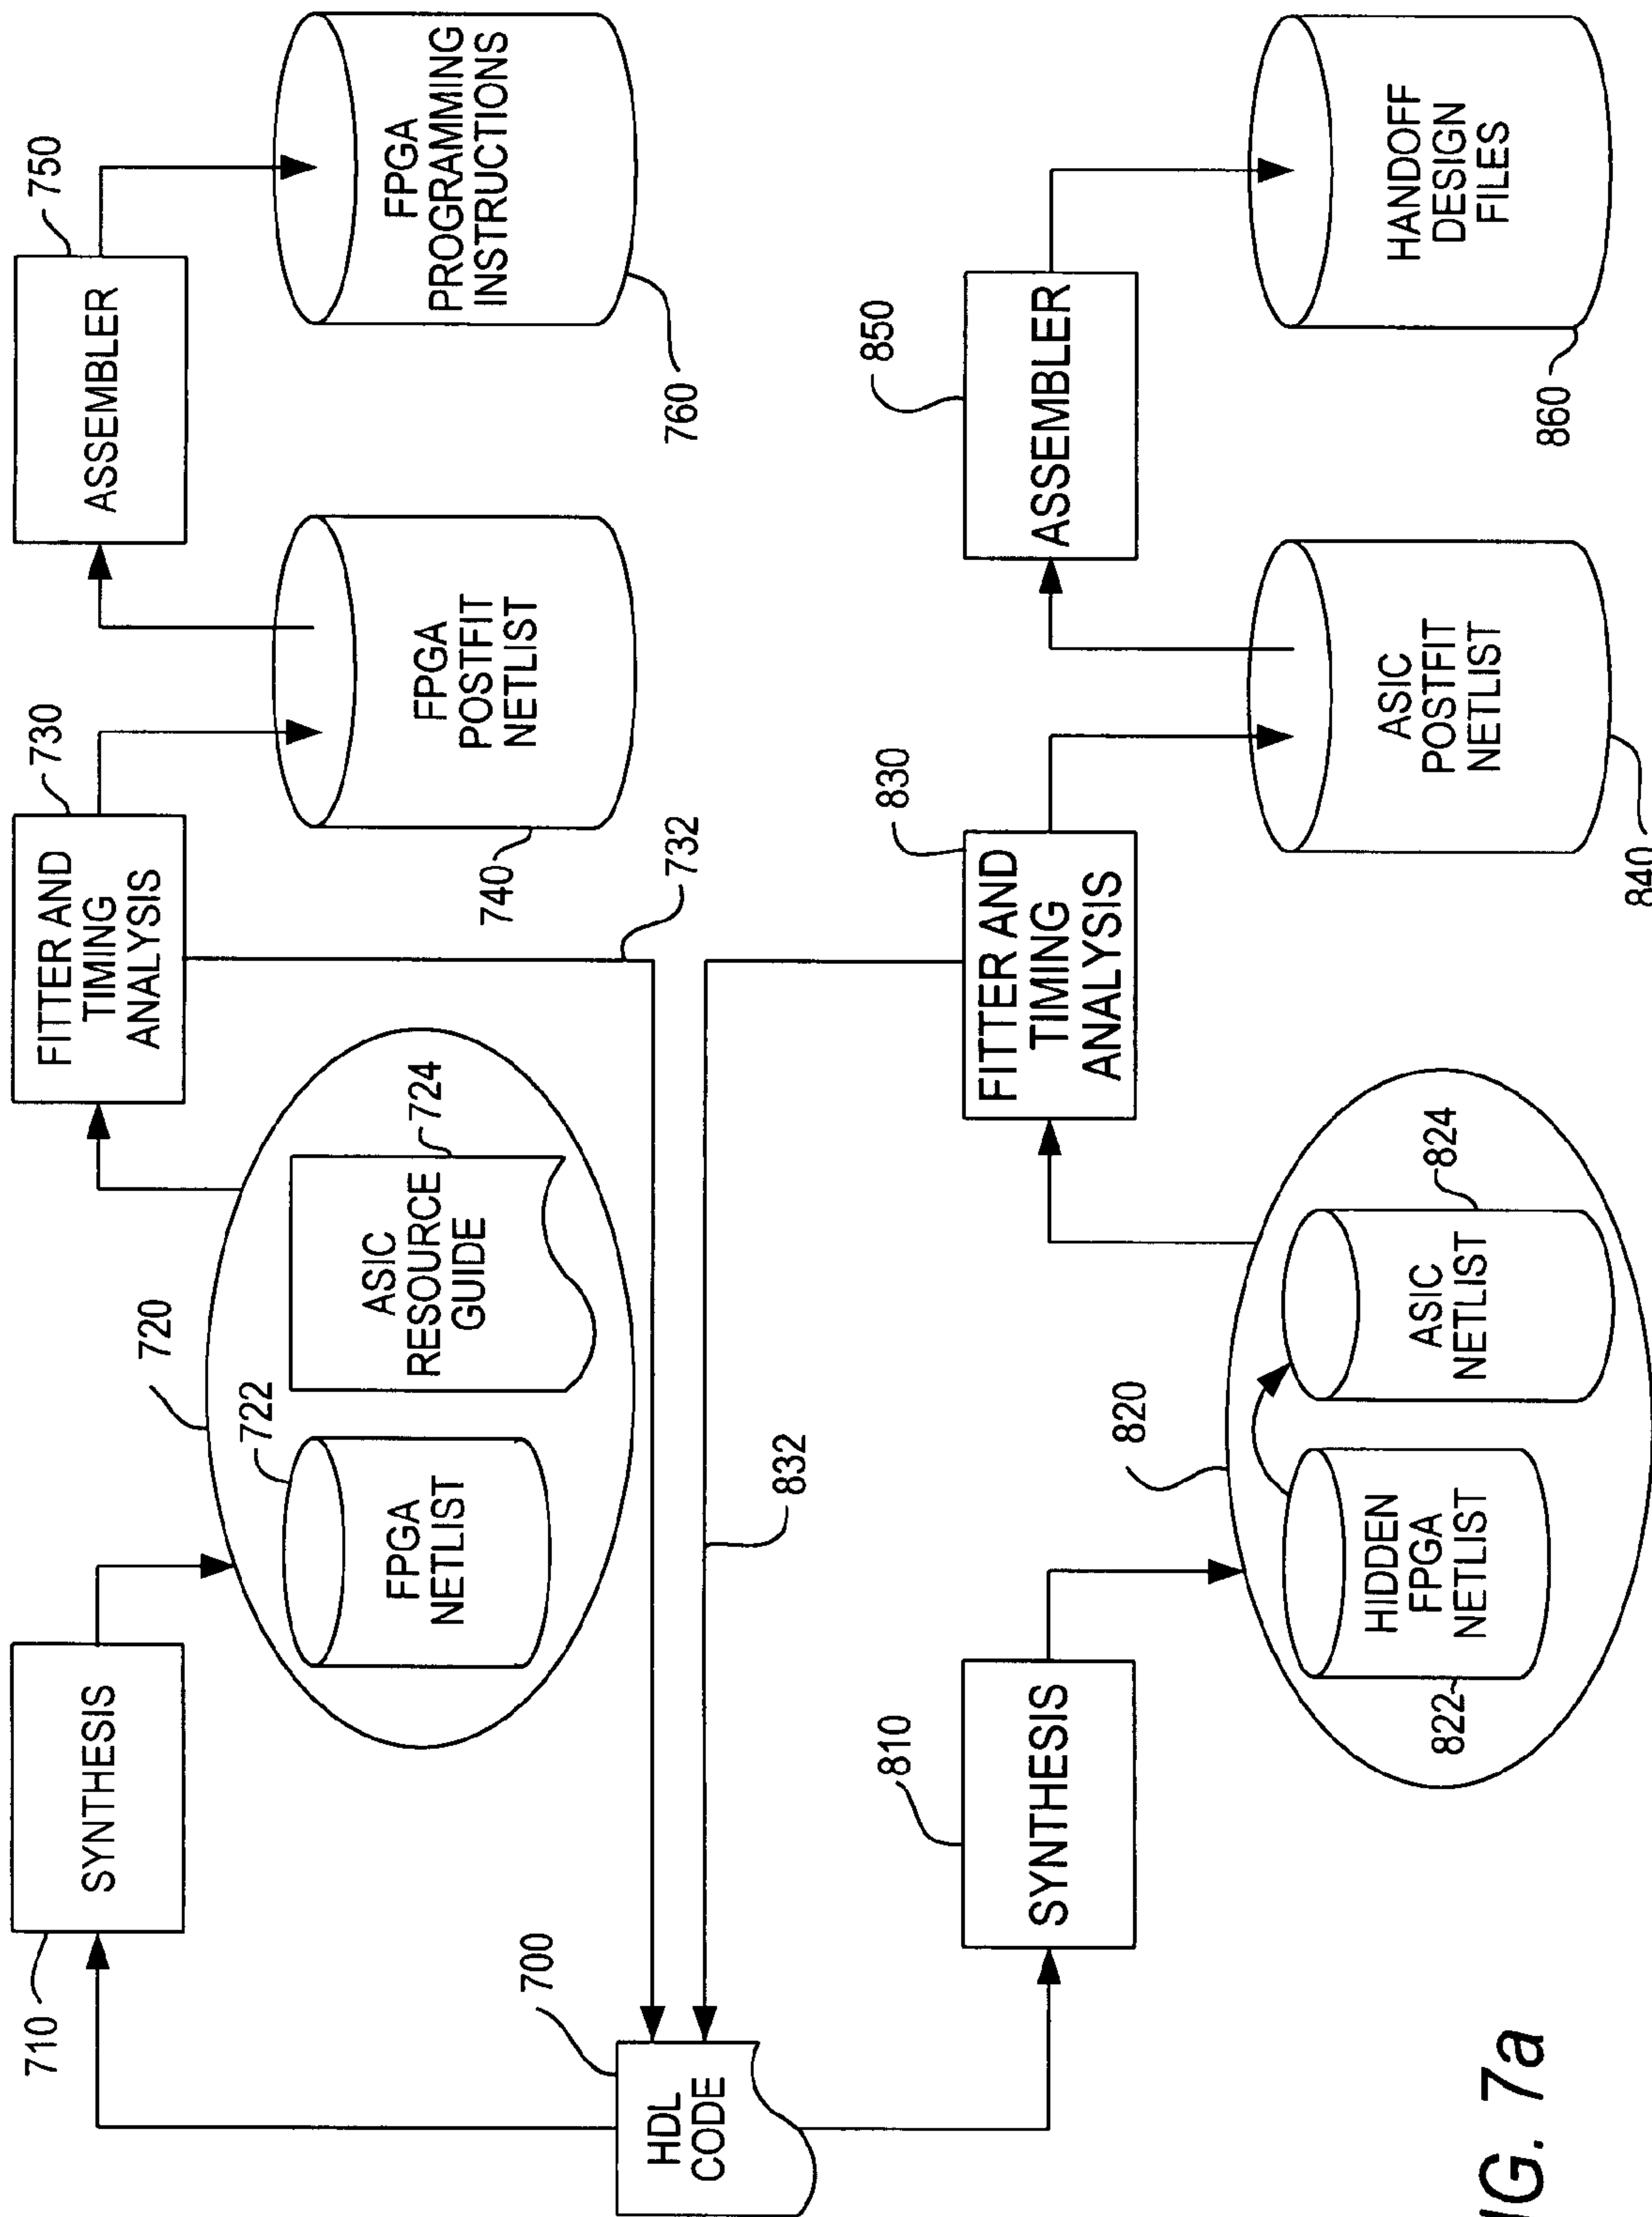 710
SYNTHESIS
720
722
FPGA
NETLIST
ASIC
RESOURCE
GUIDE
724
FITTER AND
TIMING
ANALYSIS
730
732
740
FPGA
POSTFIT
NETLIST
ASSEMBLER
750
760
FPGA
PROGRAMMING
INSTRUCTIONS
HDL
CODE
700
832
810
SYNTHESIS
820
822
HIDDEN
FPGA
NETLIST
ASIC
NETLIST
824
FITTER AND
TIMING
ANALYSIS
830
ASIC
POSTFIT
NETLIST
840
ASSEMBLER
850
HANDOFF
DESIGN
FILES
860
7a